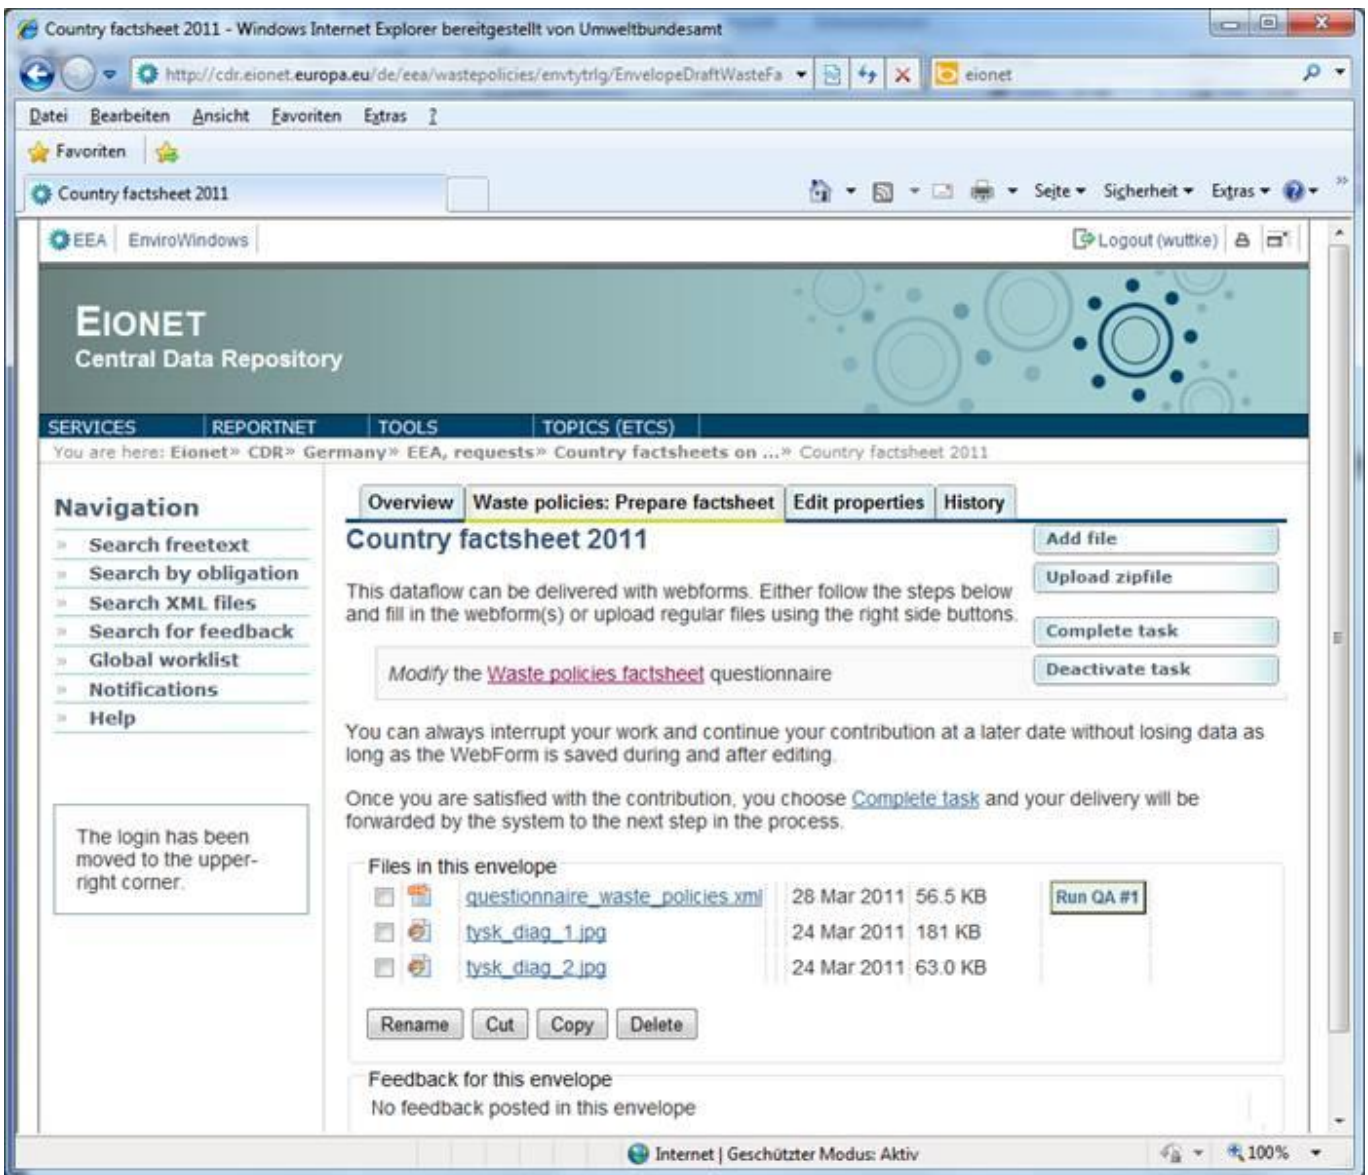 Country factsheet 2011 - Windows Internet Explorer bereitgestellt von Umweltbundesamt
http://cdr.eionet.europa.eu/de/eea/wastepolicies/envtytrlg/EnvelopeDraftWasteFa
eionet
Datei Bearbeiten Ansicht Favoriten Extras ?
Favoriten
Country factsheet 2011
Seite Sicherheit Extras
EEA EnviroWindows
Logout (wuttke)
EIONET
Central Data Repository
SERVICES REPORTNET TOOLS TOPICS (ETCS)
You are here: Eionet» CDR» Germany» EEA, requests» Country factsheets on ...» Country factsheet 2011
Navigation
» Search freetext
» Search by obligation
» Search XML files
» Search for feedback
» Global worklist
» Notifications
» Help
The login has been
moved to the upper-
right corner.
Overview Waste policies: Prepare factsheet Edit properties History
Country factsheet 2011
Add file
Upload zipfile
Complete task
Deactivate task
This dataflow can be delivered with webforms. Either follow the steps below
and fill in the webform(s) or upload regular files using the right side buttons.
Modify the Waste policies factsheet questionnaire
You can always interrupt your work and continue your contribution at a later date without losing data as
long as the WebForm is saved during and after editing.
Once you are satisfied with the contribution, you choose Complete task and your delivery will be
forwarded by the system to the next step in the process.
Files in this envelope
questionnaire_waste_policies.xml 28 Mar 2011 56.5 KB Run QA #1
tysk_diag_1.jpg 24 Mar 2011 181 KB
tysk_diag_2.jpg 24 Mar 2011 63.0 KB
Rename Cut Copy Delete
Feedback for this envelope
No feedback posted in this envelope
Internet | Geschützter Modus: Aktiv 100%